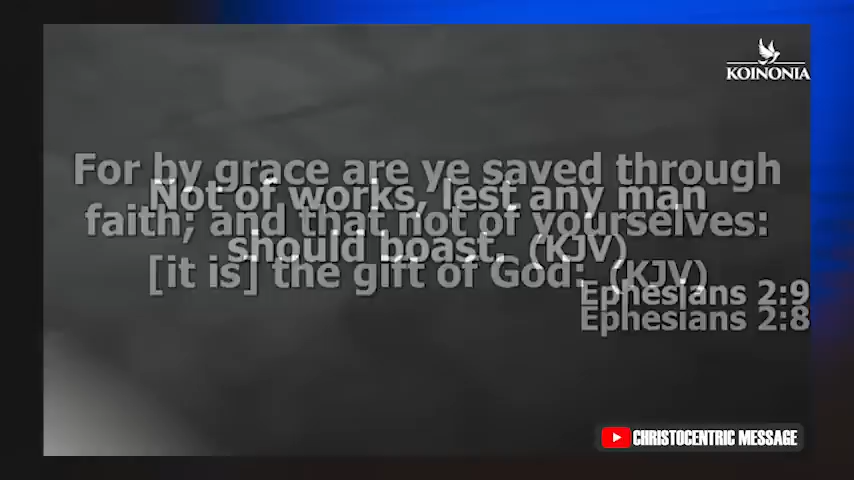 KOINONIA
For by grace are ye saved through
faith; and that not of yourselves:
[it is] the gift of God: (KJV)
Ephesians 2:8
Not of works, lest any man
should boast. (KJV)
Ephesians 2:9
CHRISTOCENTRIC MESSAGE